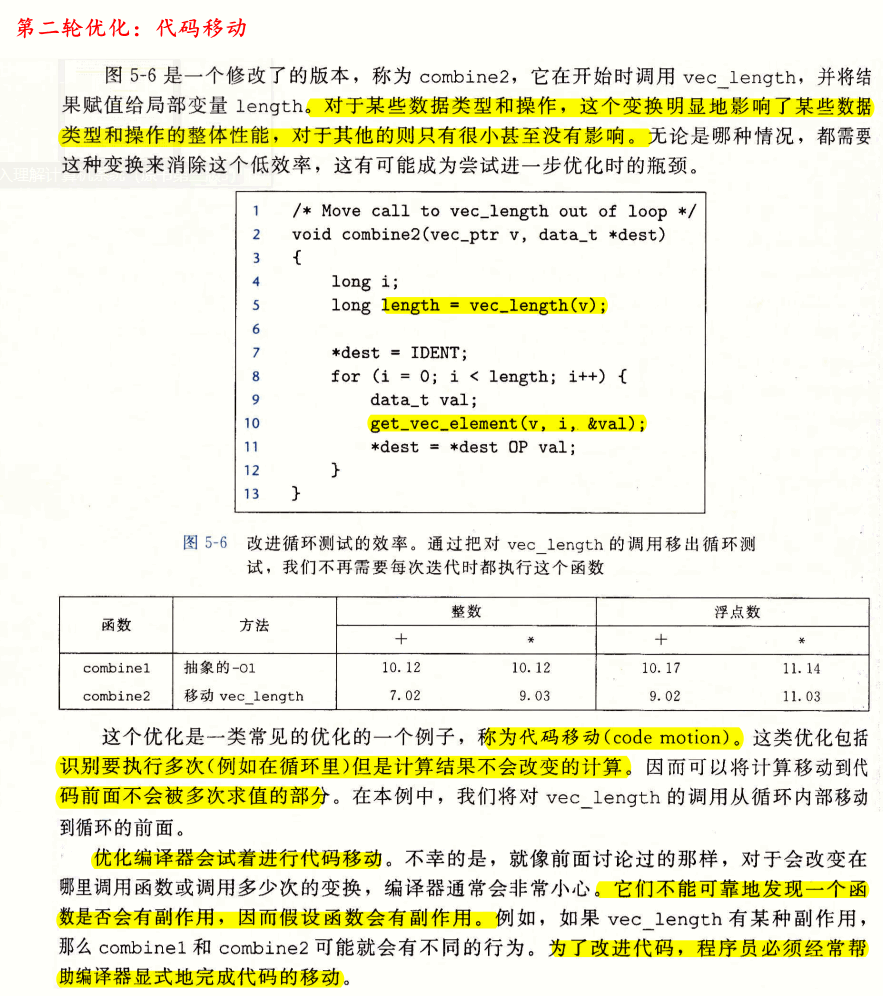 第二轮优化：代码移动
图 5-6 是一个修改了的版本，称为 combine2，它在开始时调用 vec_length，并将结
果赋值给局部变量 length。对于某些数据类型和操作，这个变换明显地影响了某些数据
类型和操作的整体性能，对于其他的则只有很小甚至没有影响。无论是哪种情况，都需要
这种变换来消除这个低效率，这有可能成为尝试进一步优化时的瓶颈。
1 /* Move call to vec_length out of loop */
2 void combine2(vec_ptr v, data_t *dest)
3 {
4 long i;
5 long length = vec_length(v);
6
7 *dest = IDENT;
8 for (i = 0; i < length; i++) {
9 data_t val;
10 get_vec_element(v, i, &val);
11 *dest = *dest OP val;
12 }
13 }
图 5-6 改进循环测试的效率。通过把对 vec_length 的调用移出循环测
试，我们不再需要每次迭代时都执行这个函数
函数 方法 整数 浮点数
+ * + *
combine1 抽象的-O1 10.12 10.12 10.17 11.14
combine2 移动 vec_length 7.02 9.03 9.02 11.03
这个优化是一类常见的优化的一个例子，称为代码移动(code motion)。这类优化包括
识别要执行多次(例如在循环里)但是计算结果不会改变的计算。因而可以将计算移动到代
码前面不会被多次求值的部分。在本例中，我们将对 vec_length 的调用从循环内部移动
到循环的前面。
优化编译器会试着进行代码移动。不幸的是，就像前面讨论过的那样，对于会改变在
哪里调用函数或调用多少次的变换，编译器通常会非常小心。它们不能可靠地发现一个函
数是否会有副作用，因而假设函数会有副作用。例如，如果 vec_length 有某种副作用，
那么 combine1 和 combine2 可能就会有不同的行为。为了改进代码，程序员必须经常帮
助编译器显式地完成代码的移动。